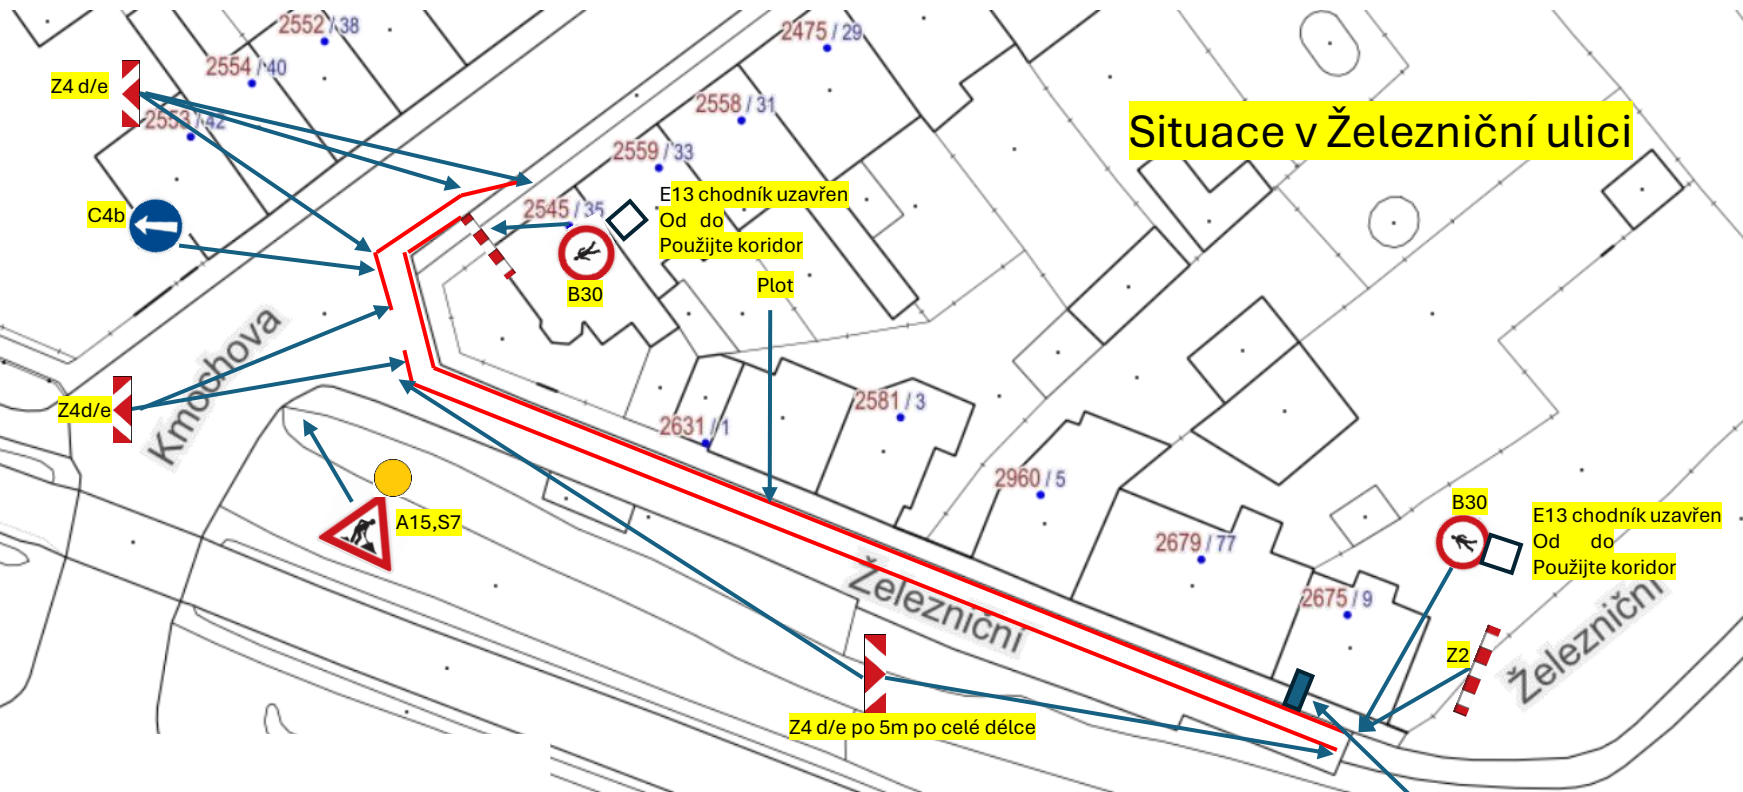 2552 / 38
2475 / 29
2554 / 40
Z4 d/e
2553 / 42
2558 / 31
Situace v Železniční ulici
2559 / 33
C4b
2545 / 35
E13 chodník uzavřen
Od do
Použijte koridor
B30
Plot
Kmochova
Z4d/e
2631 / 1
2581 / 3
A15,S7
2960 / 5
B30
E13 chodník uzavřen
Od do
Použijte koridor
2679 / 77
Železniční
2675 / 9
Z2
Železniční
Z4 d/e po 5m po celé délce